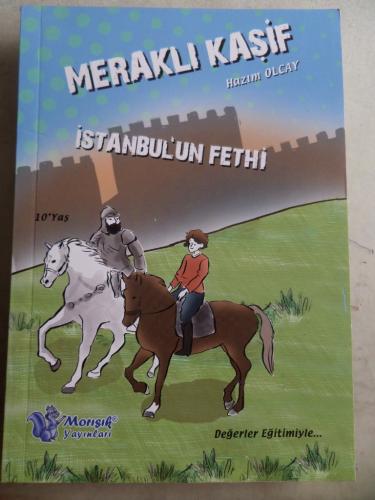 MERAKLI KAŞİF
Hazım OLCAY
İSTANBUL'UN FETHİ
10⁺Yaş
Morışık®
Yayınları
Değerler Eğitimiyle...